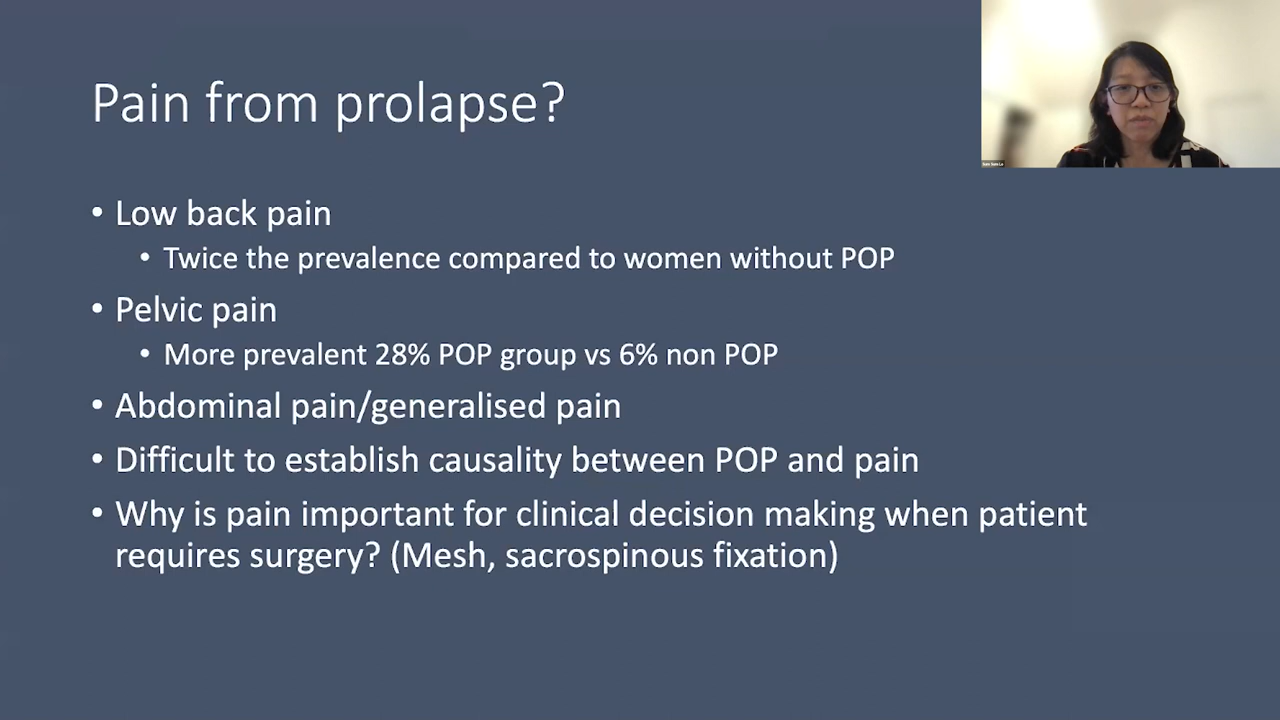 Pain from prolapse?
• Low back pain
• Twice the prevalence compared to women without POP
• Pelvic pain
• More prevalent 28% POP group vs 6% non POP
• Abdominal pain/generalised pain
• Difficult to establish causality between POP and pain
• Why is pain important for clinical decision making when patient
requires surgery? (Mesh, sacrospinous fixation)